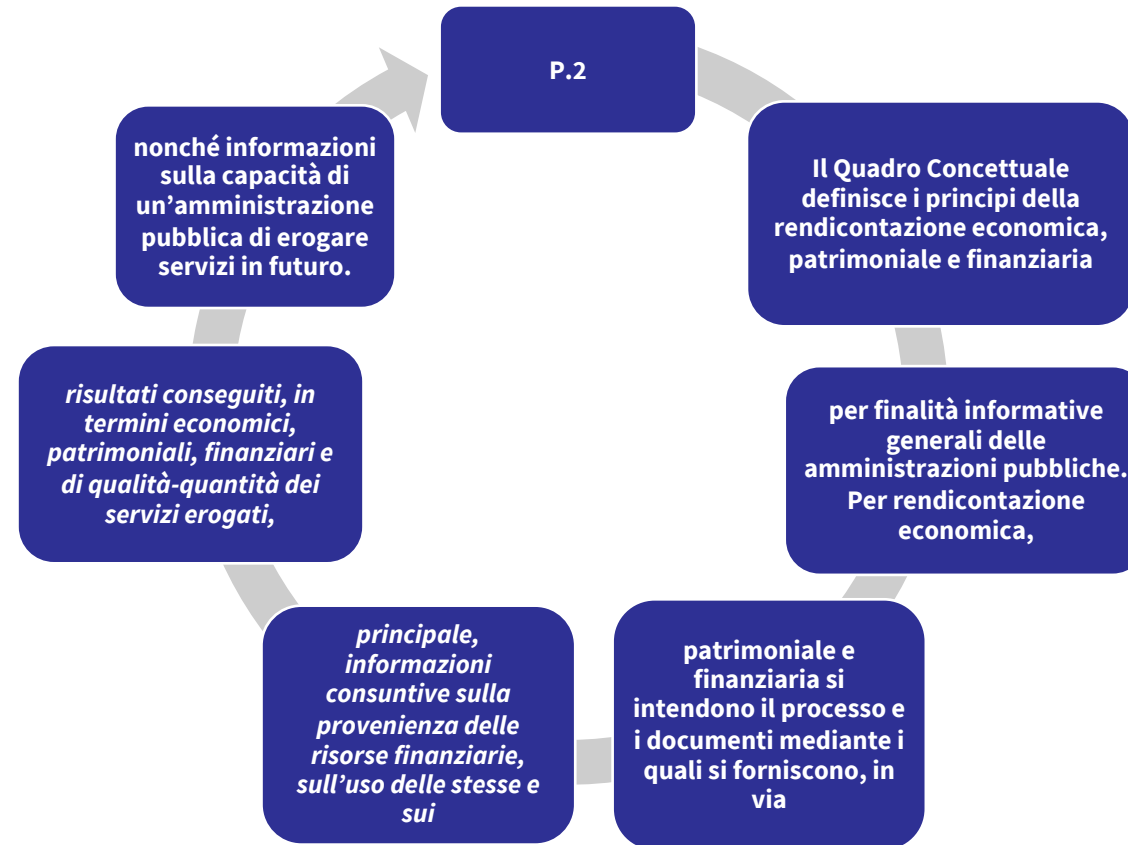 P.2
Il Quadro Concettuale
definisce i principi della
rendicontazione economica,
patrimoniale e finanziaria
per finalità informative
generali delle
amministrazioni pubbliche.
Per rendicontazione
economica,
patrimoniale e
finanziaria si
intendono il processo e
i documenti mediante i
quali si forniscono, in
via
principale,
informazioni
consuntive sulla
provenienza delle
risorse finanziarie,
sull’uso delle stesse e
sui
risultati conseguiti, in
termini economici,
patrimoniali, finanziari e
di qualità-quantità dei
servizi erogati,
nonché informazioni
sulla capacità di
un’amministrazione
pubblica di erogare
servizi in futuro.